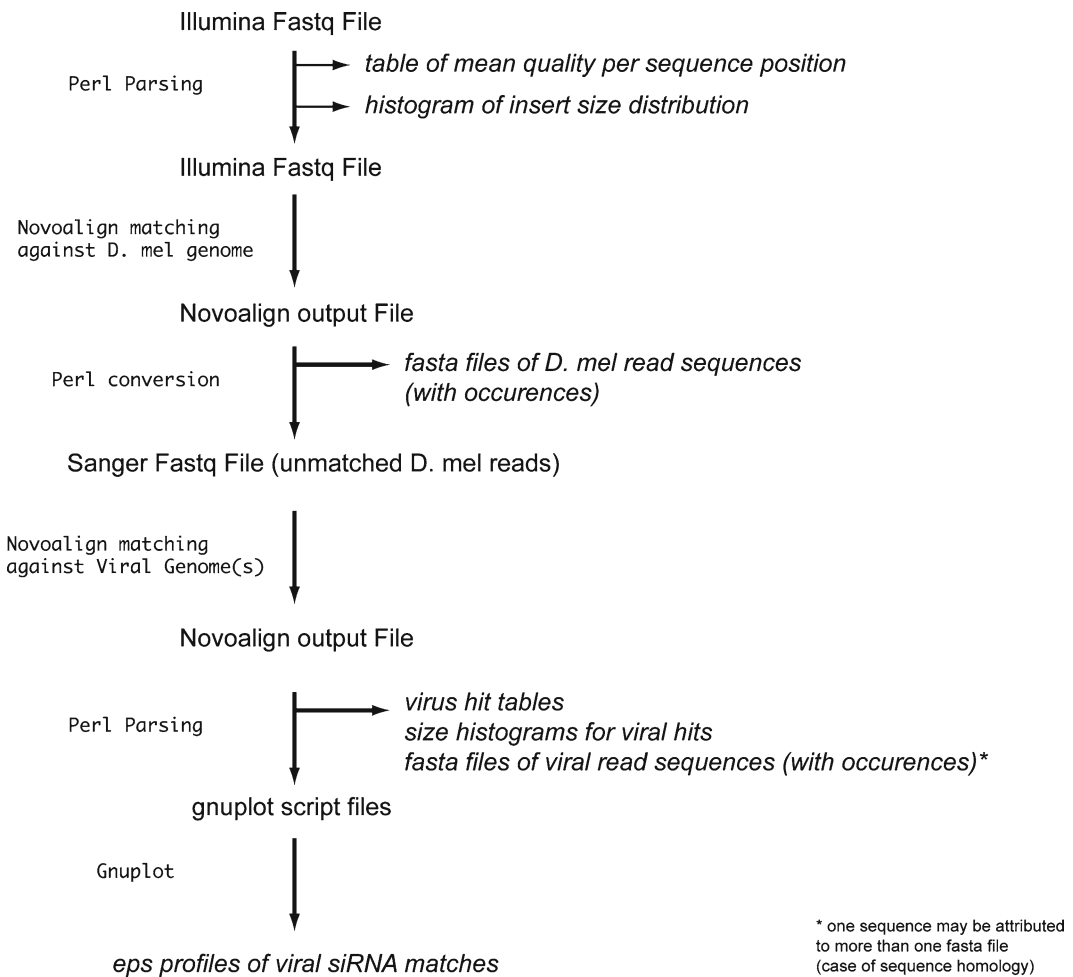 Illumina Fastq File
table of mean quality per sequence position
Perl Parsing
histogram of insert size distribution
Illumina Fastq File
Novoalign matching
against D. mel genome
Novoalign output File
fasta files of D. mel read sequences
(with occurences)
Perl conversion
Sanger Fastq File (unmatched D. mel reads)
Novoalign matching
against Viral Genome(s)
Novoalign output File
virus hit tables
size histograms for viral hits
fasta files of viral read sequences (with occurences)*
Perl Parsing
gnuplot script files
Gnuplot
eps profiles of viral siRNA matches
* one sequence may be attributed
to more than one fasta file
(case of sequence homology)